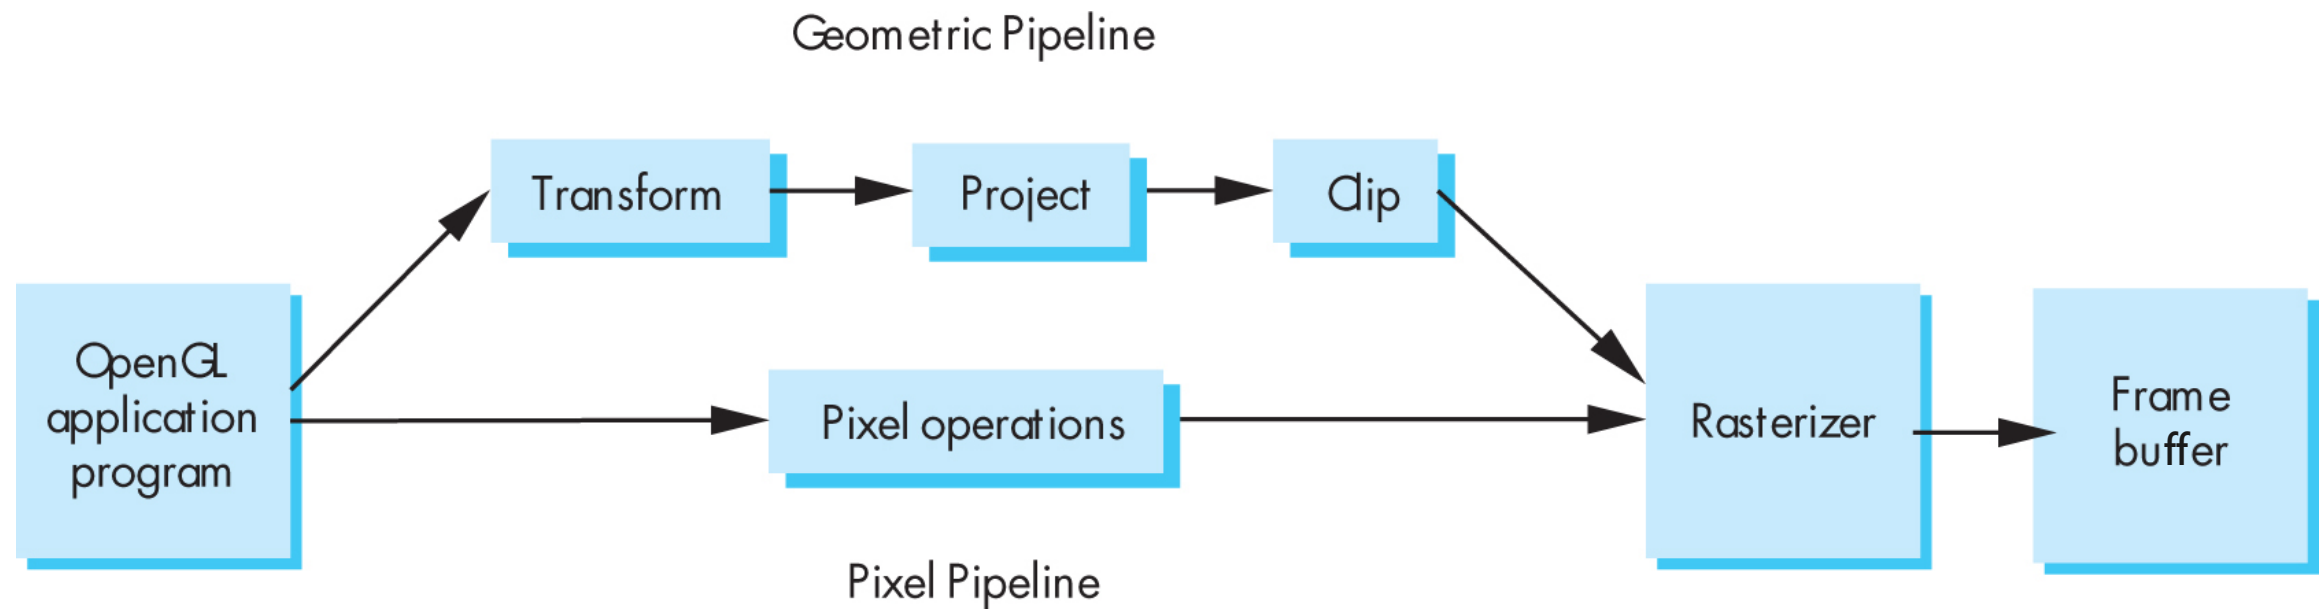 Geometric Pipeline
Transform
Project
Clip
OpenGL
application
program
Pixel operations
Rasterizer
Frame
buffer
Pixel Pipeline